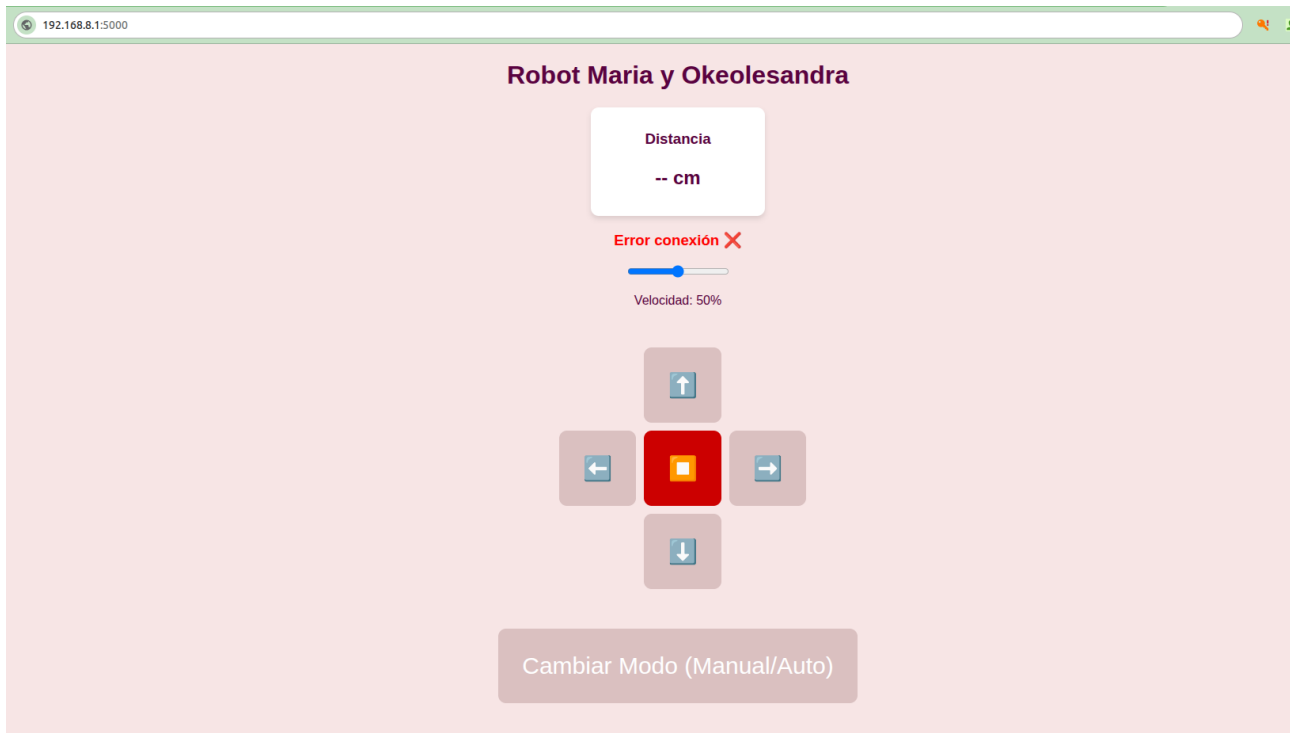 192.168.8.1:5000
Robot Maria y Okeolesandra
Distancia
-- cm
Error conexión ❌
Velocidad: 50%
Cambiar Modo (Manual/Auto)